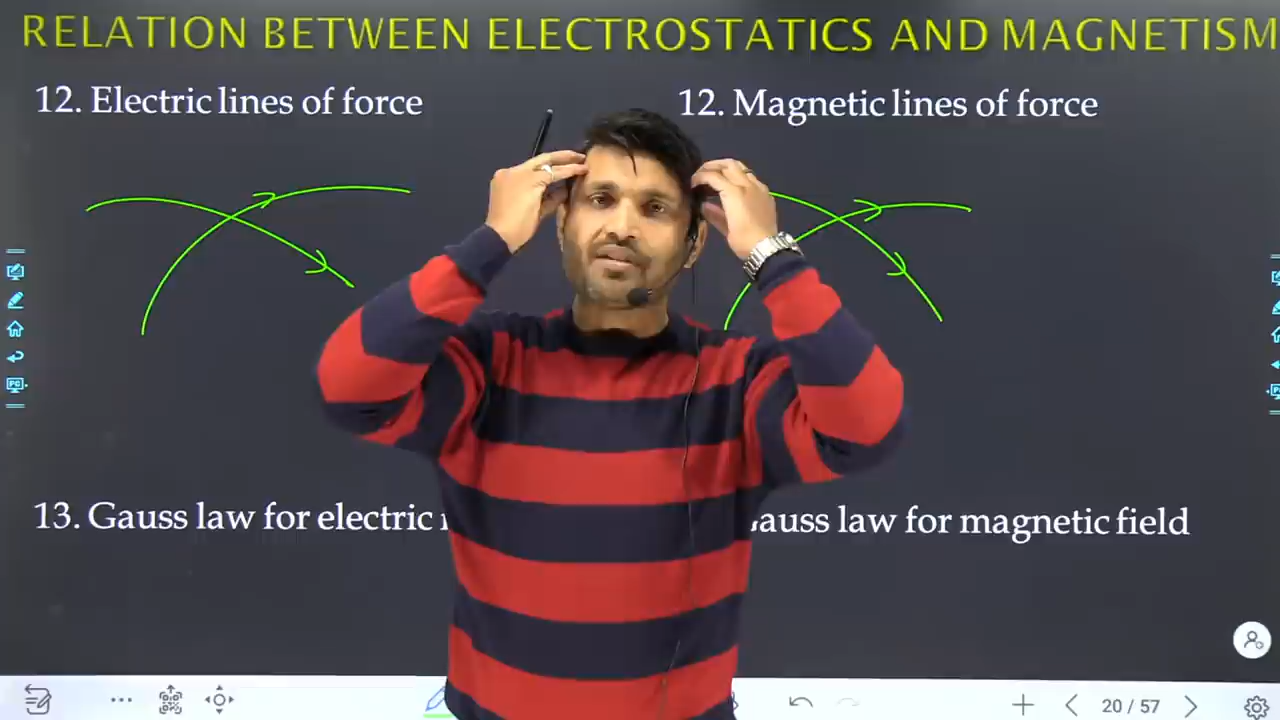 RELATION BETWEEN ELECTROSTATICS AND MAGNETISM
12. Electric lines of force
12. Magnetic lines of force
13. Gauss law for electric
law for magnetic field
20 / 57